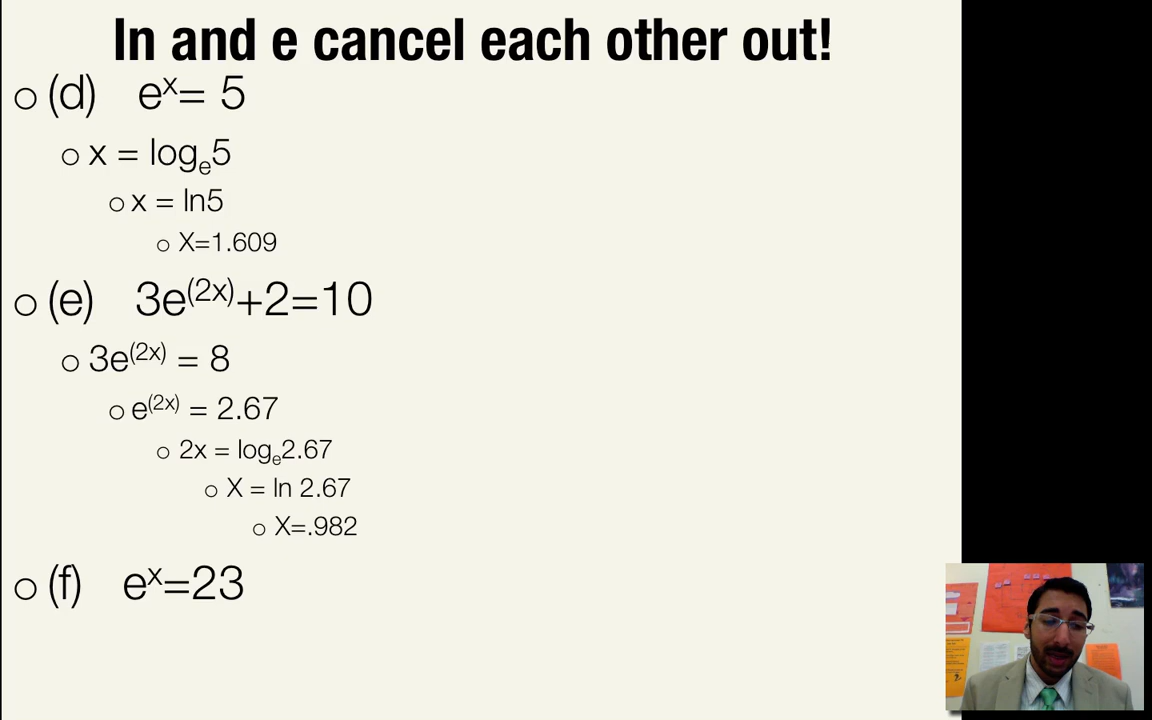 ln and e cancel each other out!
○ (d) eˣ= 5
○ x = logₑ5
○ x = ln5
○ X=1.609
○ (e) 3e⁽²ˣ⁾+2=10
○ 3e⁽²ˣ⁾ = 8
○ e⁽²ˣ⁾ = 2.67
○ 2x = logₑ2.67
○ X = ln 2.67
○ X=.982
○ (f) eˣ=23